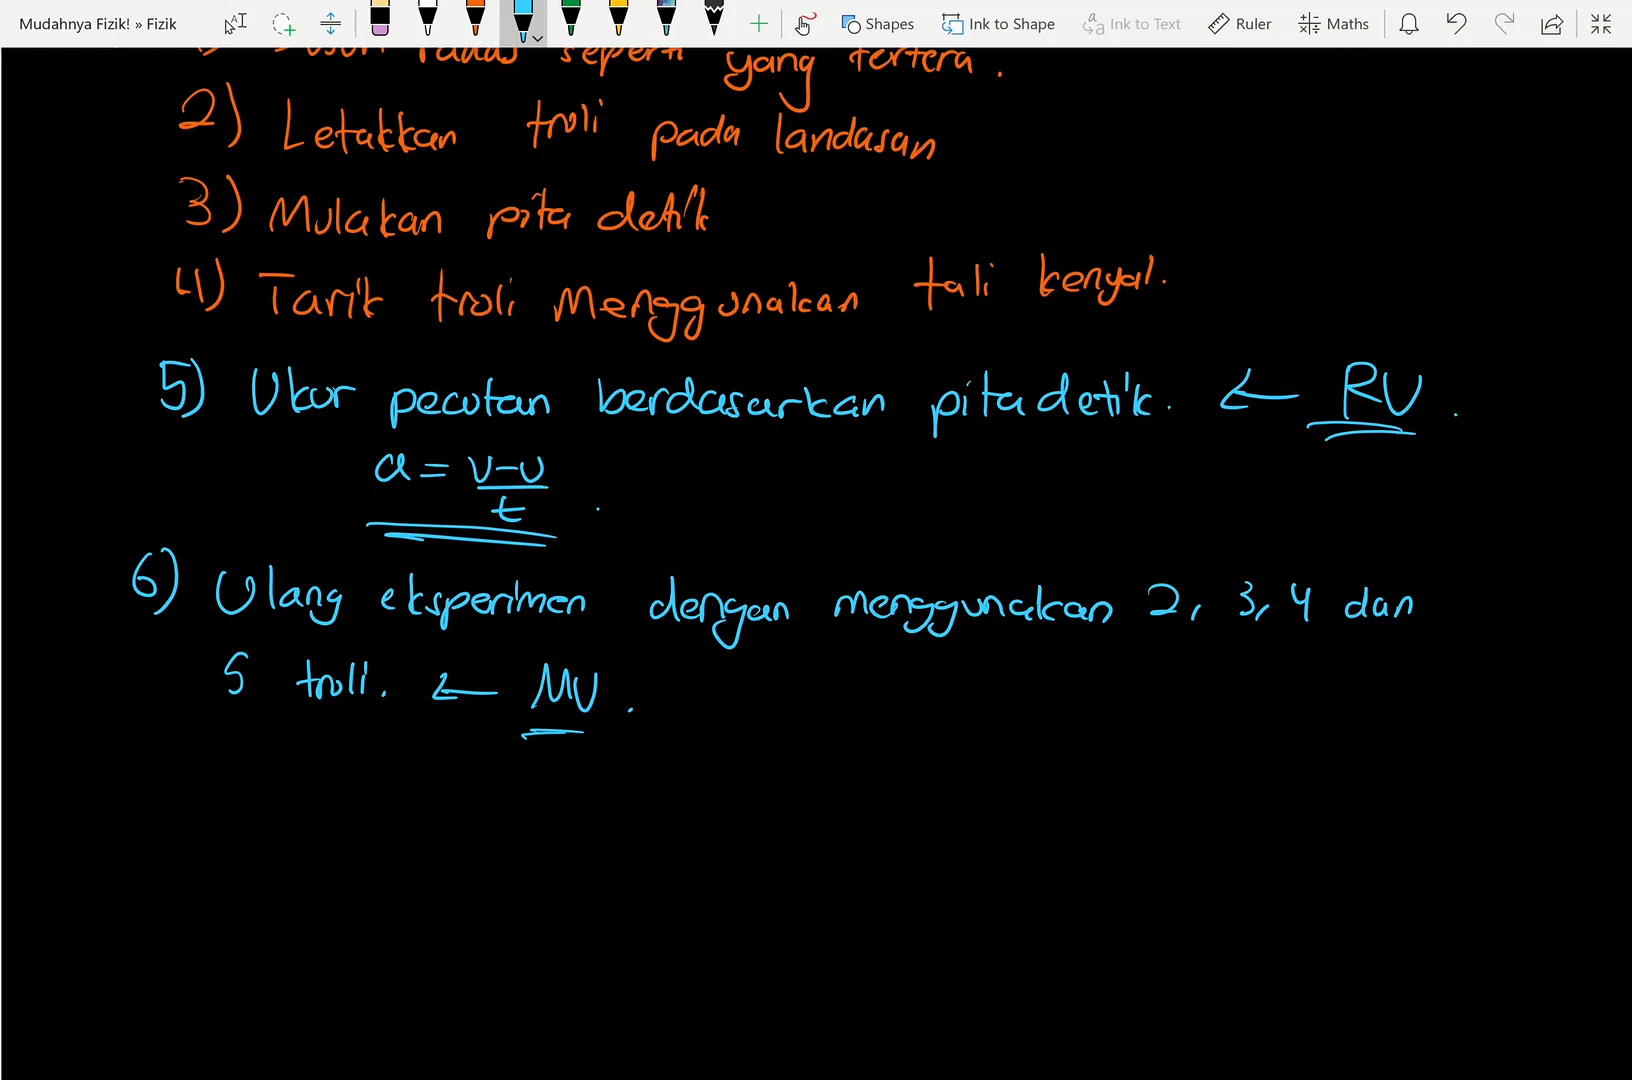 Mudahnya Fizik! » Fizik
Shapes Ink to Shape Ink to Text Ruler Maths
seperti yang tertera.
2) Letakkan troli pada landasan
3) Mulakan pita detik
4) Tarik troli menggunakan tali kenyal.
5) Ukur pecutan berdasarkan pita detik. ← RV.
a = v-u
t
6) Ulang eksperimen dengan menggunakan 2, 3, 4 dan
5 troli. ← MV.